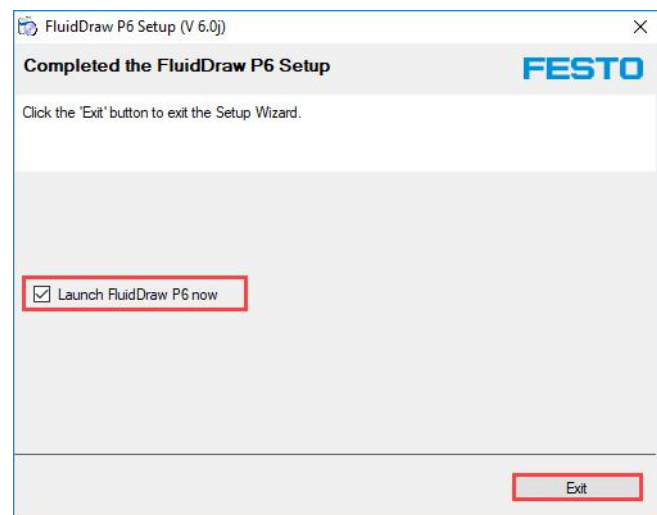 FluidDraw P6 Setup (V 6.0j)
Completed the FluidDraw P6 Setup
FESTO
Click the 'Exit' button to exit the Setup Wizard.
Launch FluidDraw P6 now
Exit